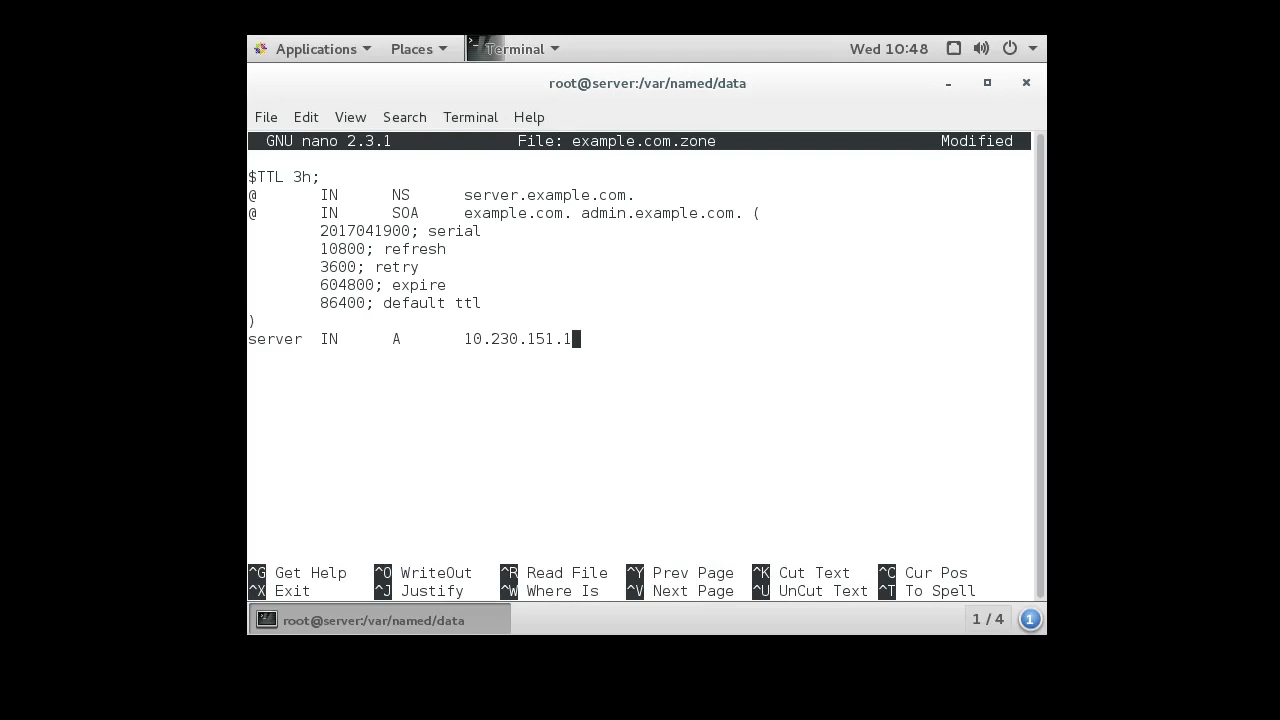 Applications Places Terminal Wed 10:48
root@server:/var/named/data
File Edit View Search Terminal Help
GNU nano 2.3.1 File: example.com.zone Modified
$TTL 3h;
@ IN NS server.example.com.
@ IN SOA example.com. admin.example.com. (
2017041900; serial
10800; refresh
3600; retry
604800; expire
86400; default ttl
)
server IN A 10.230.151.1
^G Get Help ^O WriteOut ^R Read File ^Y Prev Page ^K Cut Text ^C Cur Pos
^X Exit ^J Justify ^W Where Is ^V Next Page ^U UnCut Text ^T To Spell
root@server:/var/named/data 1 / 4 1